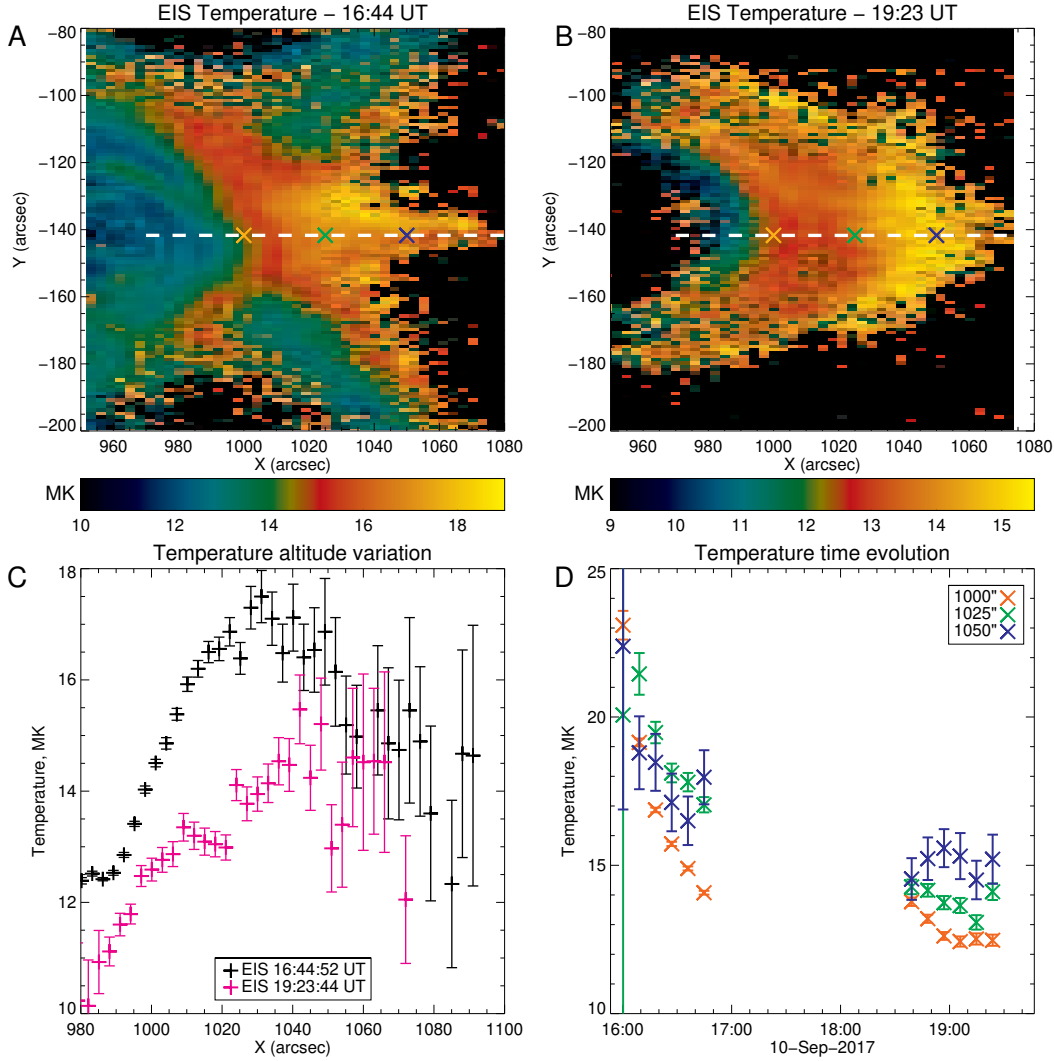 EIS Temperature − 16:44 UT
A
−80
−100
−120
−140
−160
−180
−200
Y (arcsec)
960 980 1000 1020 1040 1060 1080
X (arcsec)
MK
10 12 14 16 18
EIS Temperature − 19:23 UT
B
−80
−100
−120
−140
−160
−180
−200
Y (arcsec)
960 980 1000 1020 1040 1060 1080
X (arcsec)
MK
9 10 11 12 13 14 15
Temperature altitude variation
C
18
16
14
12
10
Temperature, MK
EIS 16:44:52 UT
EIS 19:23:44 UT
980 1000 1020 1040 1060 1080 1100
X (arcsec)
Temperature time evolution
D
25
20
15
10
Temperature, MK
1000"
1025"
1050"
16:00 17:00 18:00 19:00
10−Sep−2017